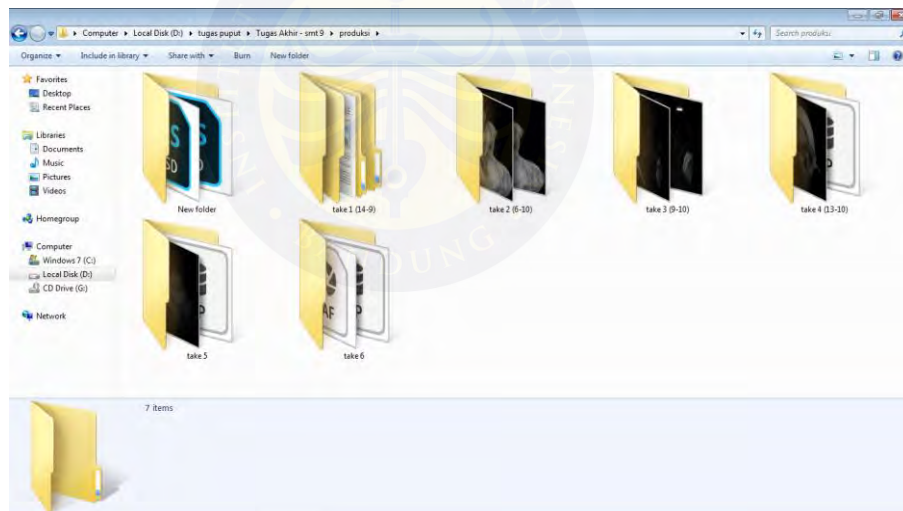 Computer ▸ Local Disk (D:) ▸ tugas puput ▸ Tugas Akhir - smt 9 ▸ produksi ▸
Search produksi
Organize Include in library Share with Burn New folder
Favorites
Desktop
Recent Places
Libraries
Documents
Music
Pictures
Videos
Homegroup
Computer
Windows 7 (C:)
Local Disk (D:)
CD Drive (G:)
Network
New folder
take 1 (14-9)
take 2 (6-10)
take 3 (9-10)
take 4 (13-10)
take 5
take 6
7 items